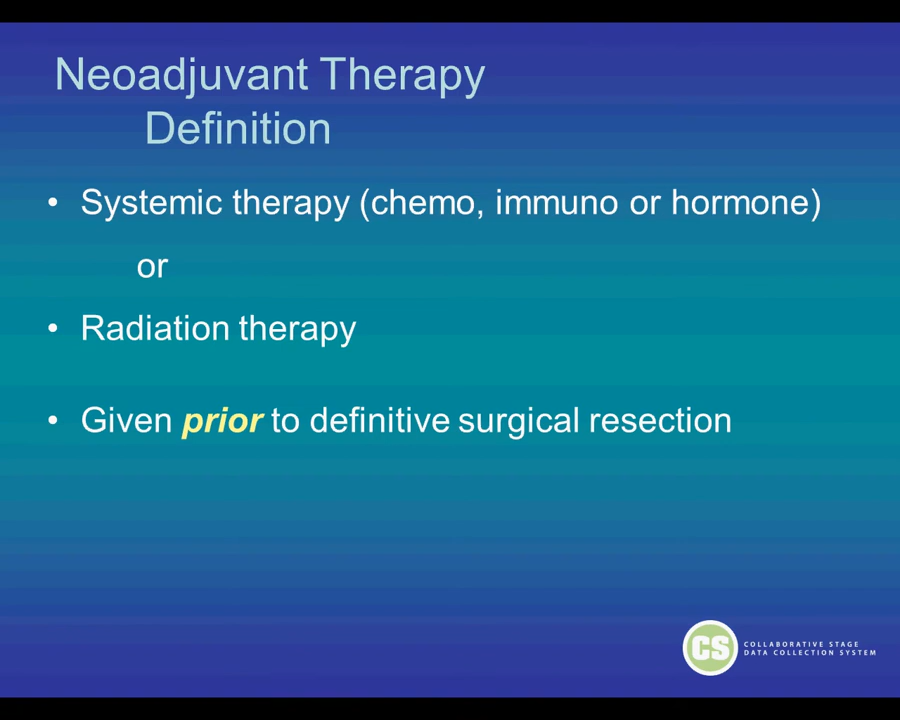 Neoadjuvant Therapy
Definition
• Systemic therapy (chemo, immuno or hormone)
or
• Radiation therapy
• Given prior to definitive surgical resection
CS
COLLABORATIVE STAGE
DATA COLLECTION SYSTEM